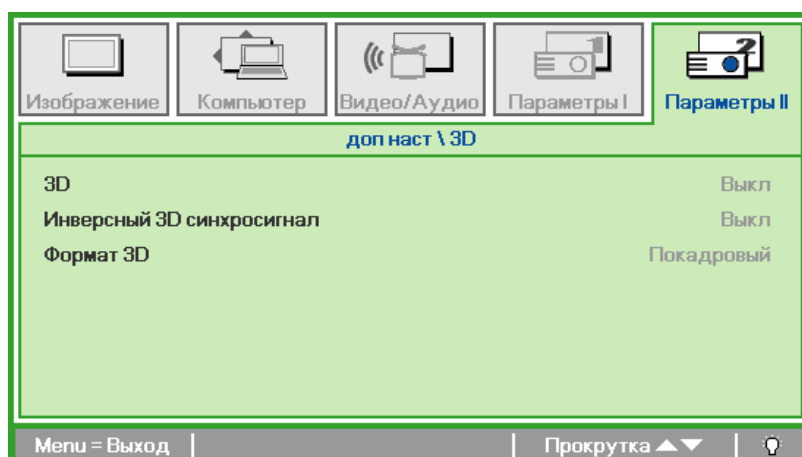 Изображение Компьютер Видео/Аудио Параметры I Параметры II
доп наст \ 3D
3D Выкл
Инверсный 3D синхросигнал Выкл
Формат 3D Покадровый
Menu = Выход Прокрутка ▲▼